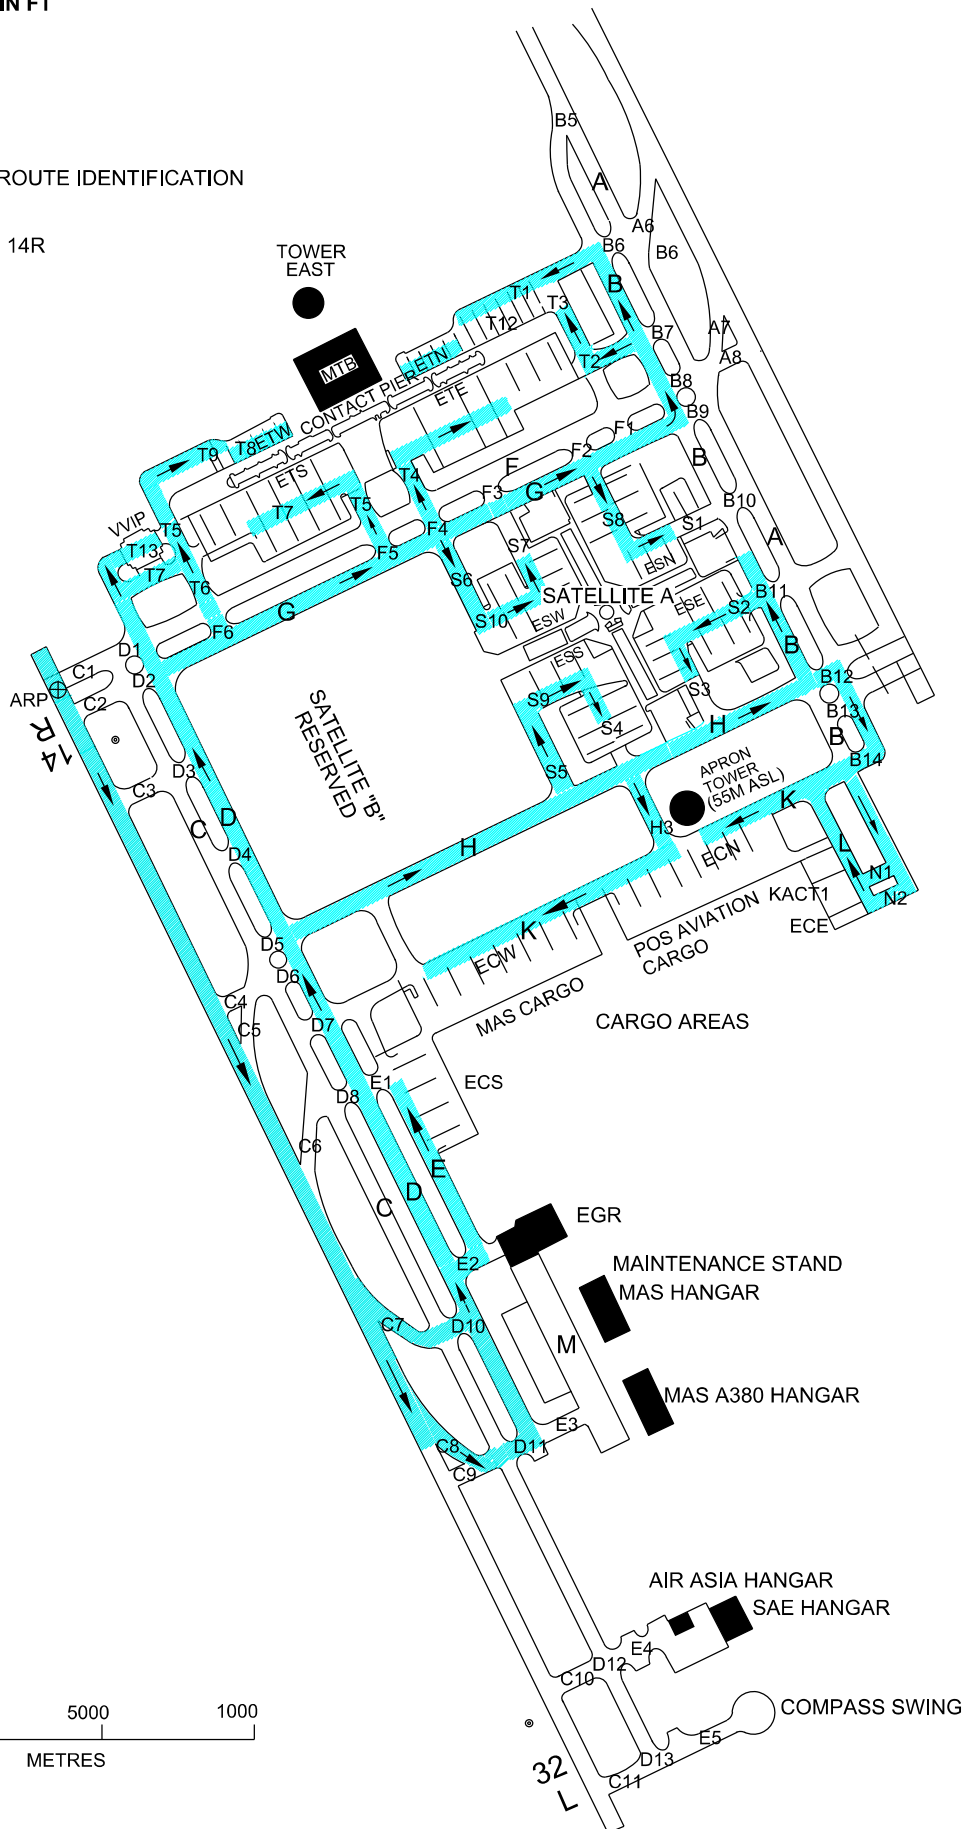 IN FT
B5
ROUTE IDENTIFICATION
A
14R
A6
TOWER
EAST
B6
B6
B
T1
T3
T12
A7
B7
A8
ETN
T2
MTB
CONTACT PIER
ETE
B8
B9
F1
T8
ETW
T9
F2
B
ETS
F
T4
G
F3
B10
T7
T5
S8
S1
VVIP
T5
F4
A
T13
F5
S7
ESN
T7
T6
S6
SATELLITE A
B11
ESE
S2
G
S10
ESW
F6
D1
ESS
B
C1
D2
S3
B12
ARP
C2
S9
SATELLITE "B"
RESERVED
S4
H
B13
14
R
B
APRON
TOWER
(55M ASL)
B14
D3
S5
C3
K
C
D
H3
H
L
D4
ECN
N1
KACT1
N2
K
POS AVIATION
CARGO
ECE
D5
ECW
D6
MAS CARGO
C4
CARGO AREAS
C5
D7
E1
ECS
D8
C6
E
D
C
EGR
E2
MAINTENANCE STAND
MAS HANGAR
C7
D10
M
MAS A380 HANGAR
E3
C8
D11
C9
AIR ASIA HANGAR
SAE HANGAR
E4
D12
C10
5000
1000
COMPASS SWING
E5
METRES
D13
32
L
C11